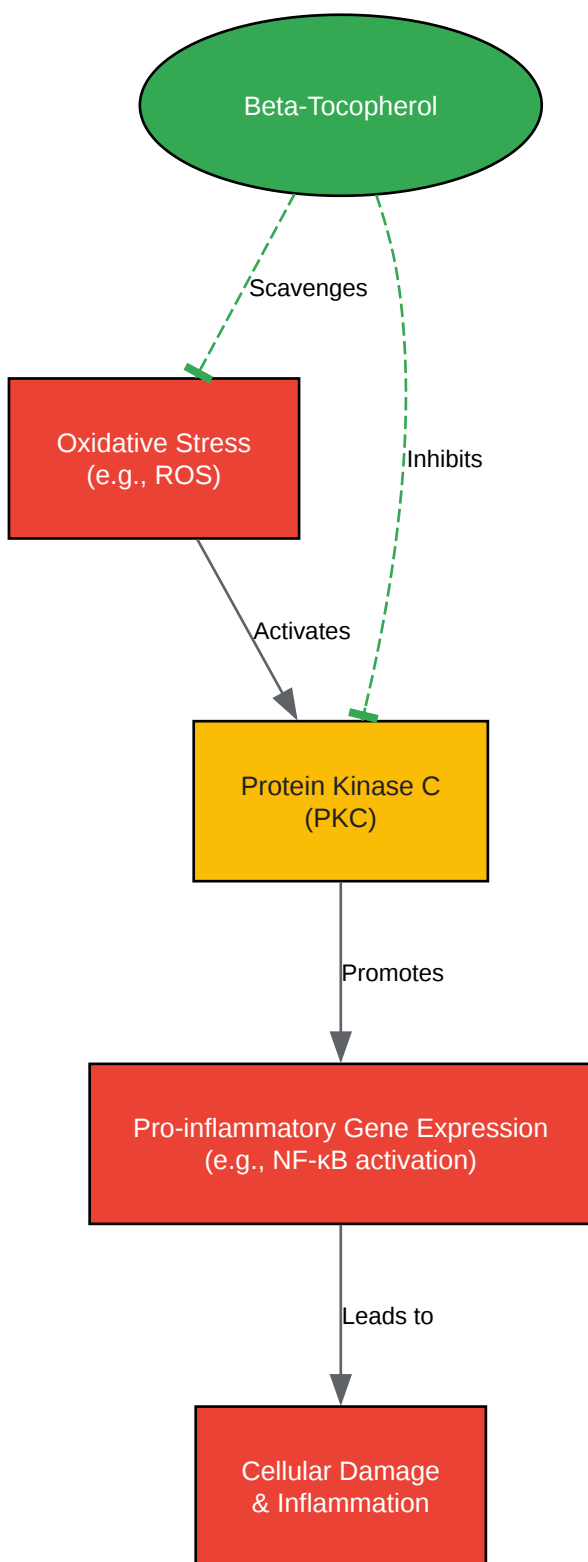 Beta-Tocopherol
Scavenges
Oxidative Stress
(e.g., ROS)
Inhibits
Activates
Protein Kinase C
(PKC)
Promotes
Pro-inflammatory Gene Expression
(e.g., NF-κB activation)
Leads to
Cellular Damage
& Inflammation